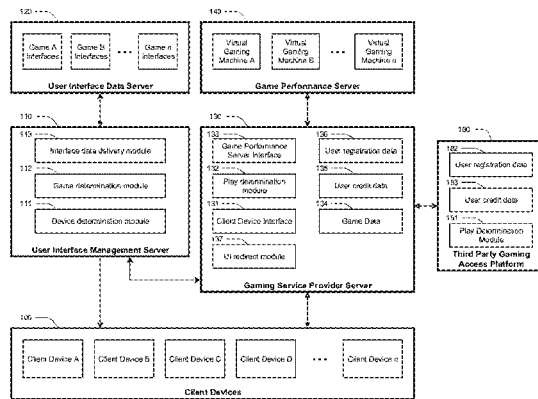 120
Game A
Interfaces
Game B
Interfaces
Game n
Interfaces
User Interface Data Server
140
Virtual
Gaming
Machine A
Virtual
Gaming
Machine B
Virtual
Gaming
Machine n
Game Performance Server
110
113
Interface data delivery module
112
Game determination module
111
Device determination module
User Interface Management Server
130
133
Game Performance
Server Interface
132
Play determination
module
131
Client Device Interface
137
UI redirect module
136
User registration data
135
User credit data
134
Game Data
Gaming Service Provider Server
User registration data
User credit data
Play Determination
Module
Third Party Gaming
Access Platform
Client Device A
Client Device B
Client Device C
Client Device D
Client Device n
Client Devices